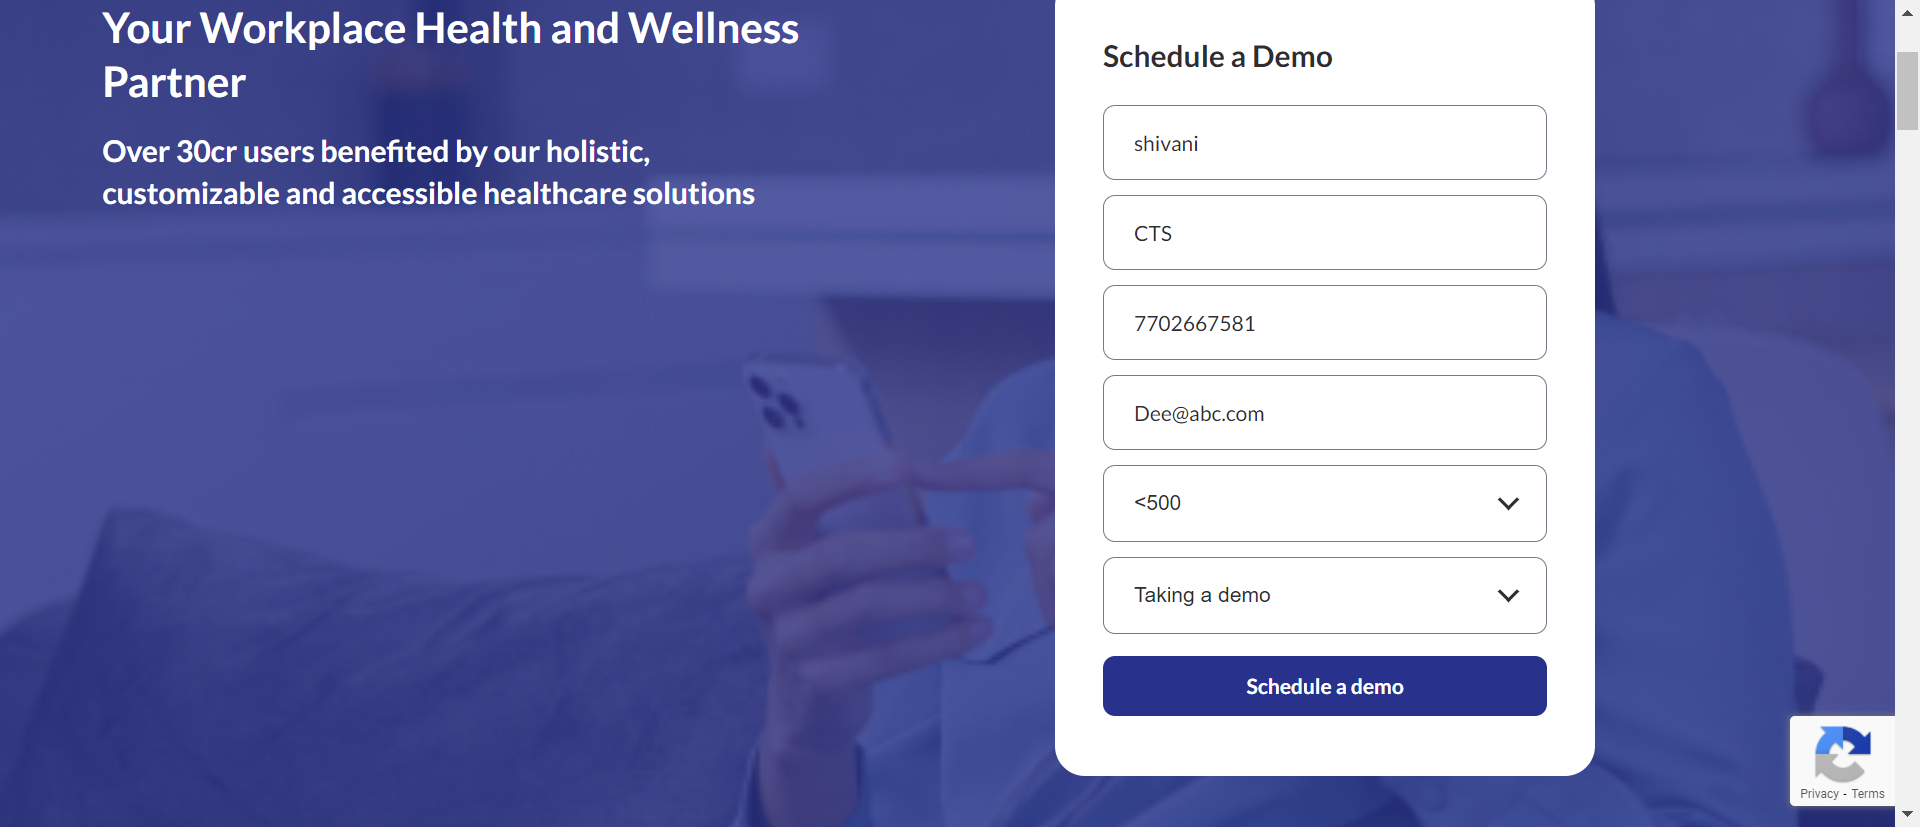 Your Workplace Health and Wellness
Partner
Over 30cr users benefited by our holistic,
customizable and accessible healthcare solutions
Schedule a Demo
shivani
CTS
7702667581
Dee@abc.com
<500
Taking a demo
Schedule a demo
Privacy - Terms